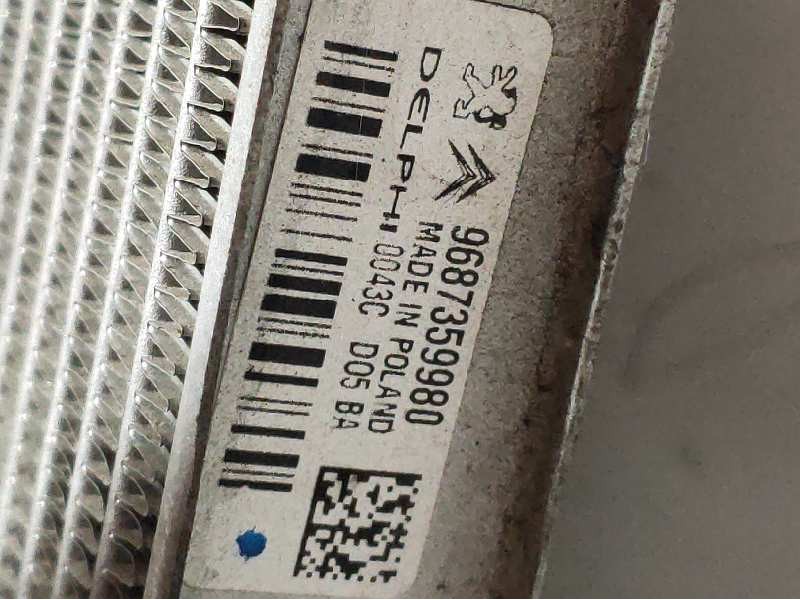 9687359980
MADE IN POLAND
DELPHI 0043C D05 BA